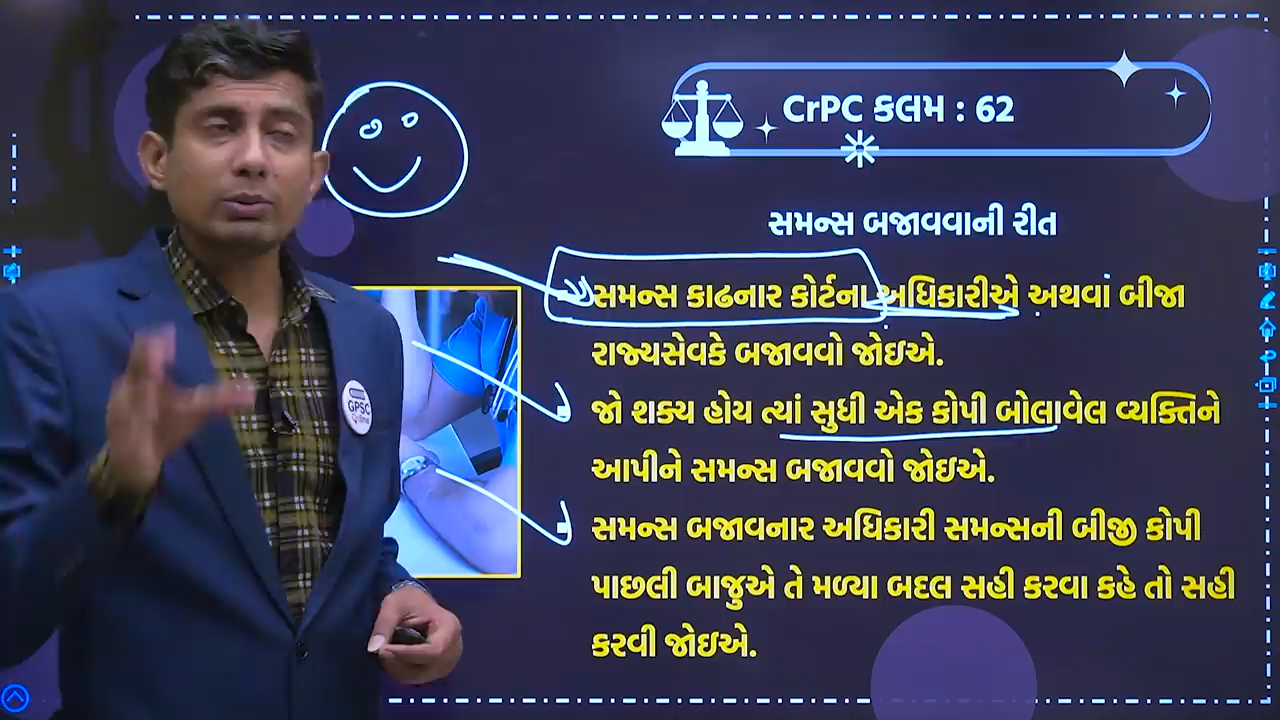 CrPC કલમ : 62
સમન્સ બજાવવાની રીત
સમન્સ કાઢનાર કોર્ટના અધિકારીએ અથવા બીજા
રાજ્યસેવકે બજાવવો જોઇએ.
જો શક્ય હોય ત્યાં સુધી એક કોપી બોલાવેલ વ્યક્તિને
આપીને સમન્સ બજાવવો જોઇએ.
સમન્સ બજાવનાર અધિકારી સમન્સની બીજી કોપી
પાછલી બાજુએ તે મળ્યા બદલ સહી કરવા કહે તો સહી
કરવી જોઇએ.
GPSC